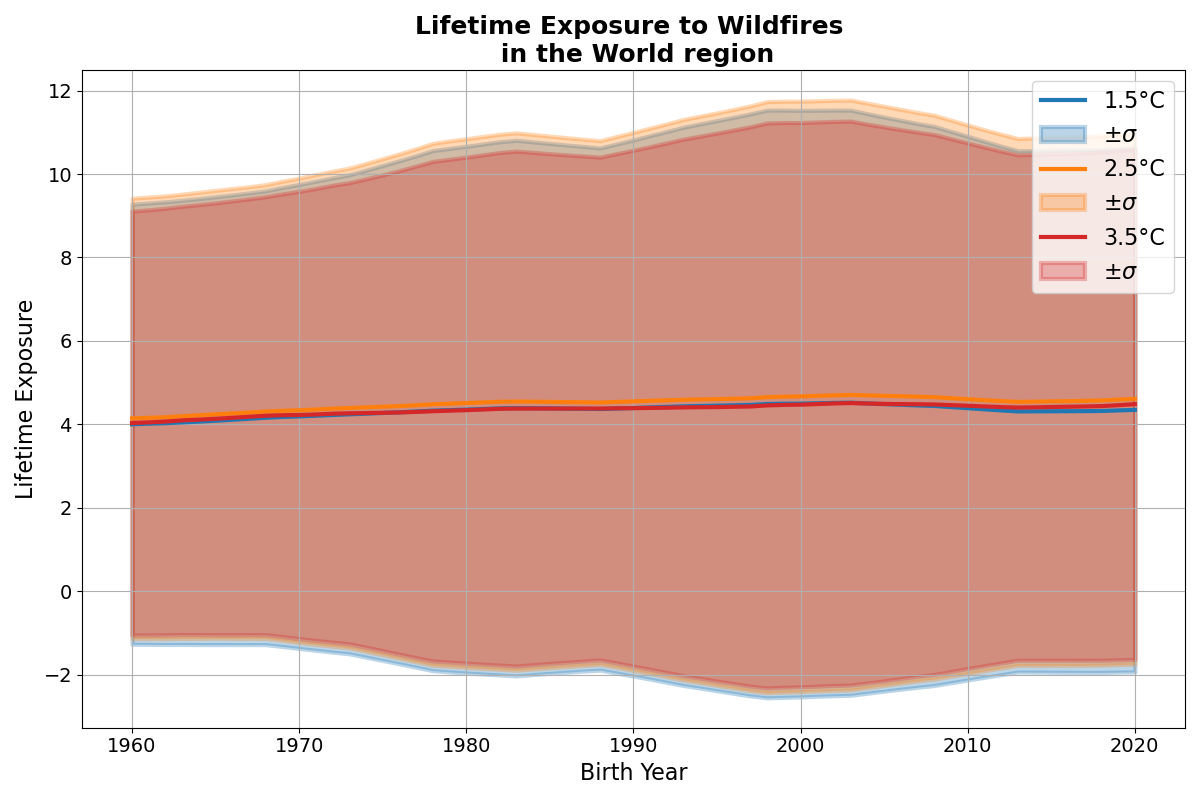 Lifetime Exposure to Wildfires
in the World region
1.5°C
±σ
2.5°C
±σ
3.5°C
±σ
Lifetime Exposure
12
10
8
6
4
2
0
−2
1960
1970
1980
1990
2000
2010
2020
Birth Year